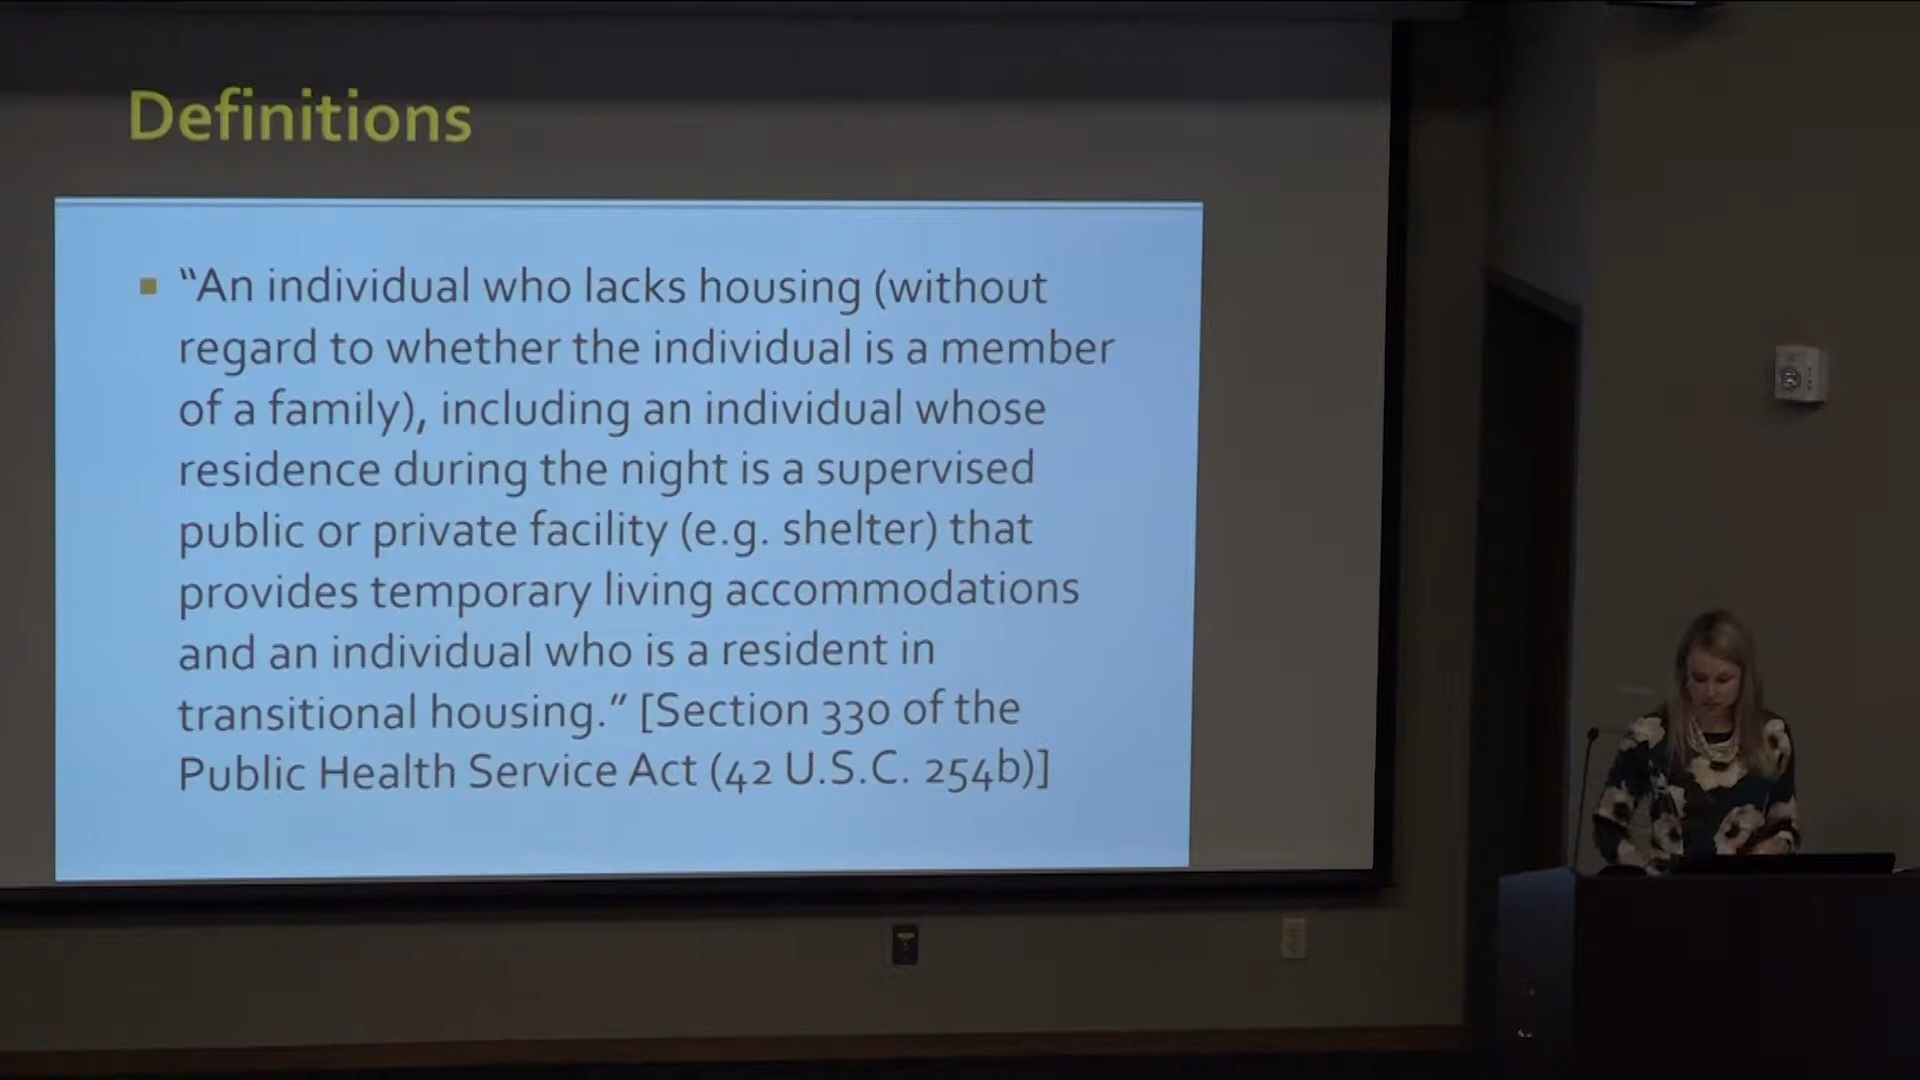 Definitions
“An individual who lacks housing (without
regard to whether the individual is a member
of a family), including an individual whose
residence during the night is a supervised
public or private facility (e.g. shelter) that
provides temporary living accommodations
and an individual who is a resident in
transitional housing.” [Section 330 of the
Public Health Service Act (42 U.S.C. 254b)]